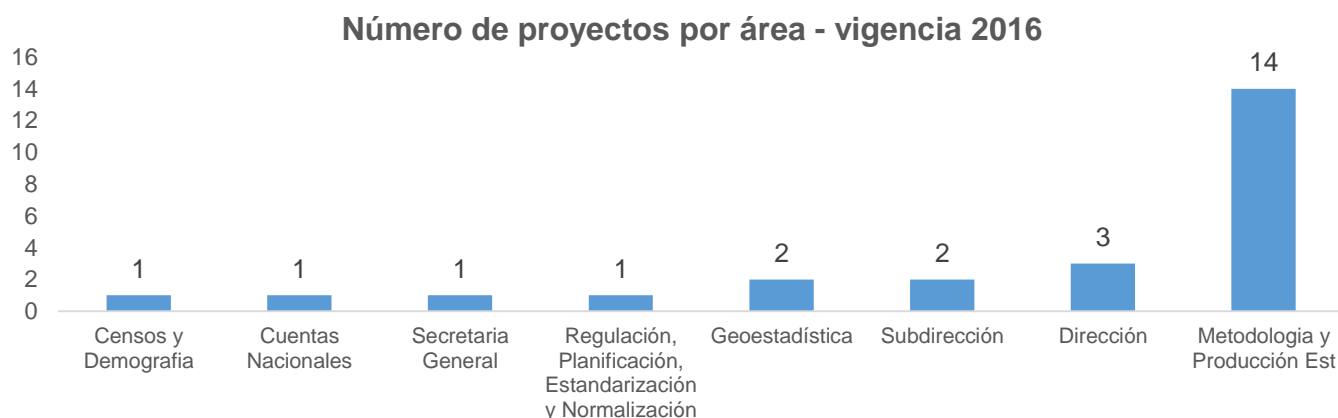 Número de proyectos por área - vigencia 2016
16
14
12
10
8
6
4
2
0
1
1
1
1
2
2
3
14
Censos y
Demografia
Cuentas
Nacionales
Secretaria
General
Regulación,
Planificación,
Estandarización
y Normalización
Geoestadística
Subdirección
Dirección
Metodologia y
Producción Est